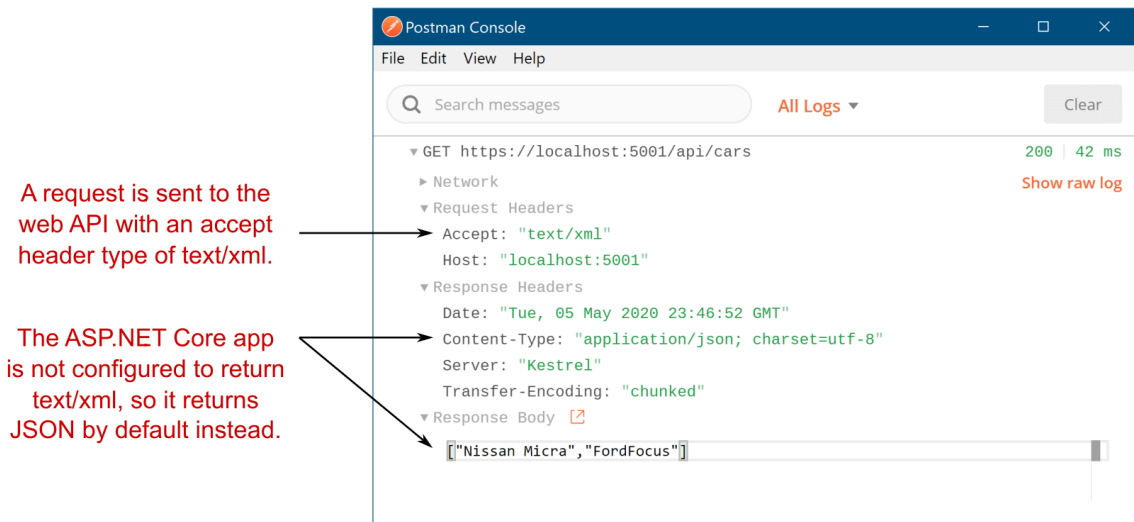 Postman Console
File Edit View Help
Search messages
All Logs
Clear
GET https://localhost:5001/api/cars
200 42 ms
Network
Show raw log
Request Headers
A request is sent to the
web API with an accept
header type of text/xml.
Accept: "text/xml"
Host: "localhost:5001"
Response Headers
Date: "Tue, 05 May 2020 23:46:52 GMT"
The ASP.NET Core app
is not configured to return
text/xml, so it returns
JSON by default instead.
Content-Type: "application/json; charset=utf-8"
Server: "Kestrel"
Transfer-Encoding: "chunked"
Response Body
["Nissan Micra","FordFocus"]